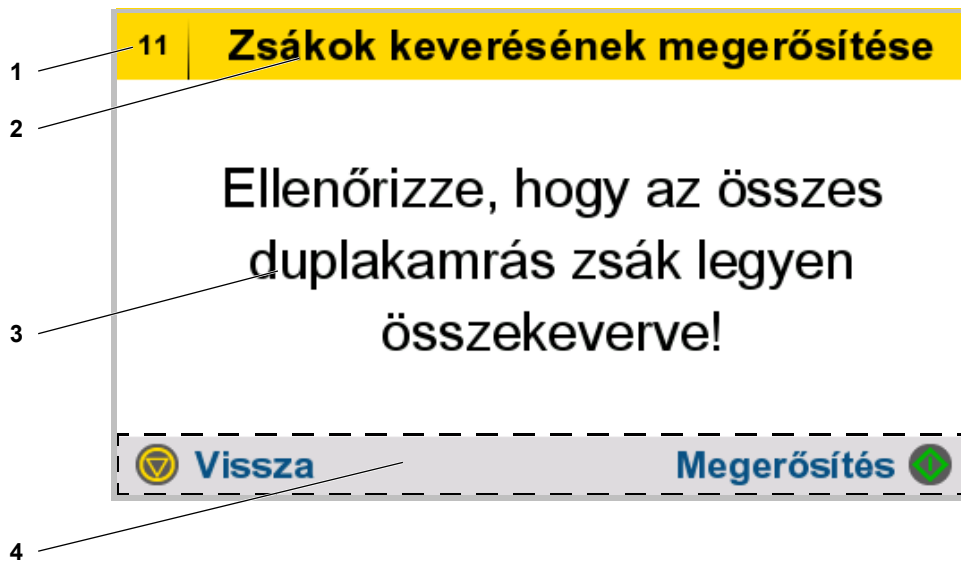 11 Zsákok keverésének megerősítése
1
2
Ellenőrizze, hogy az összes
duplakamrás zsák legyen
összekeverve!
3
Vissza Megerősítés
4